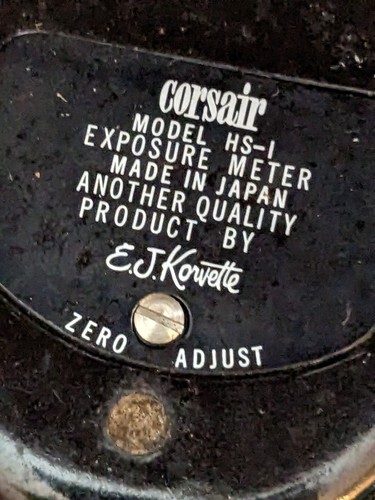 corsair
MODEL HS-1
EXPOSURE METER
MADE IN JAPAN
ANOTHER QUALITY
PRODUCT BY
E.J. Korvette
ZERO ADJUST